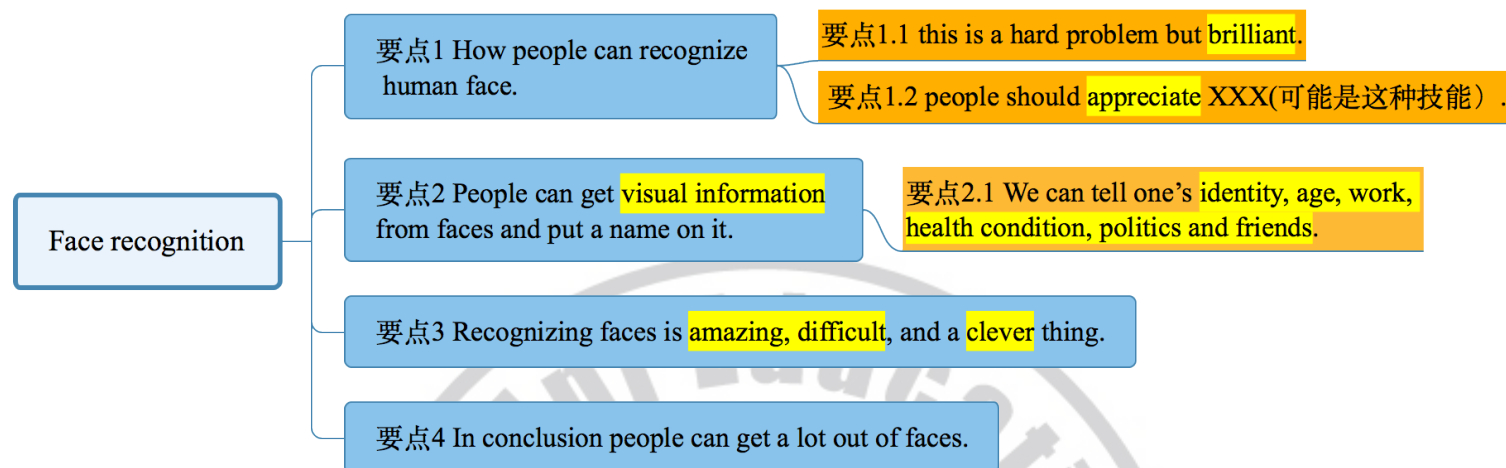 Face recognition
要点1 How people can recognize
human face.
要点1.1 this is a hard problem but brilliant.
要点1.2 people should appreciate XXX(可能是这种技能）.
要点2 People can get visual information
from faces and put a name on it.
要点2.1 We can tell one’s identity, age, work,
health condition, politics and friends.
要点3 Recognizing faces is amazing, difficult, and a clever thing.
要点4 In conclusion people can get a lot out of faces.